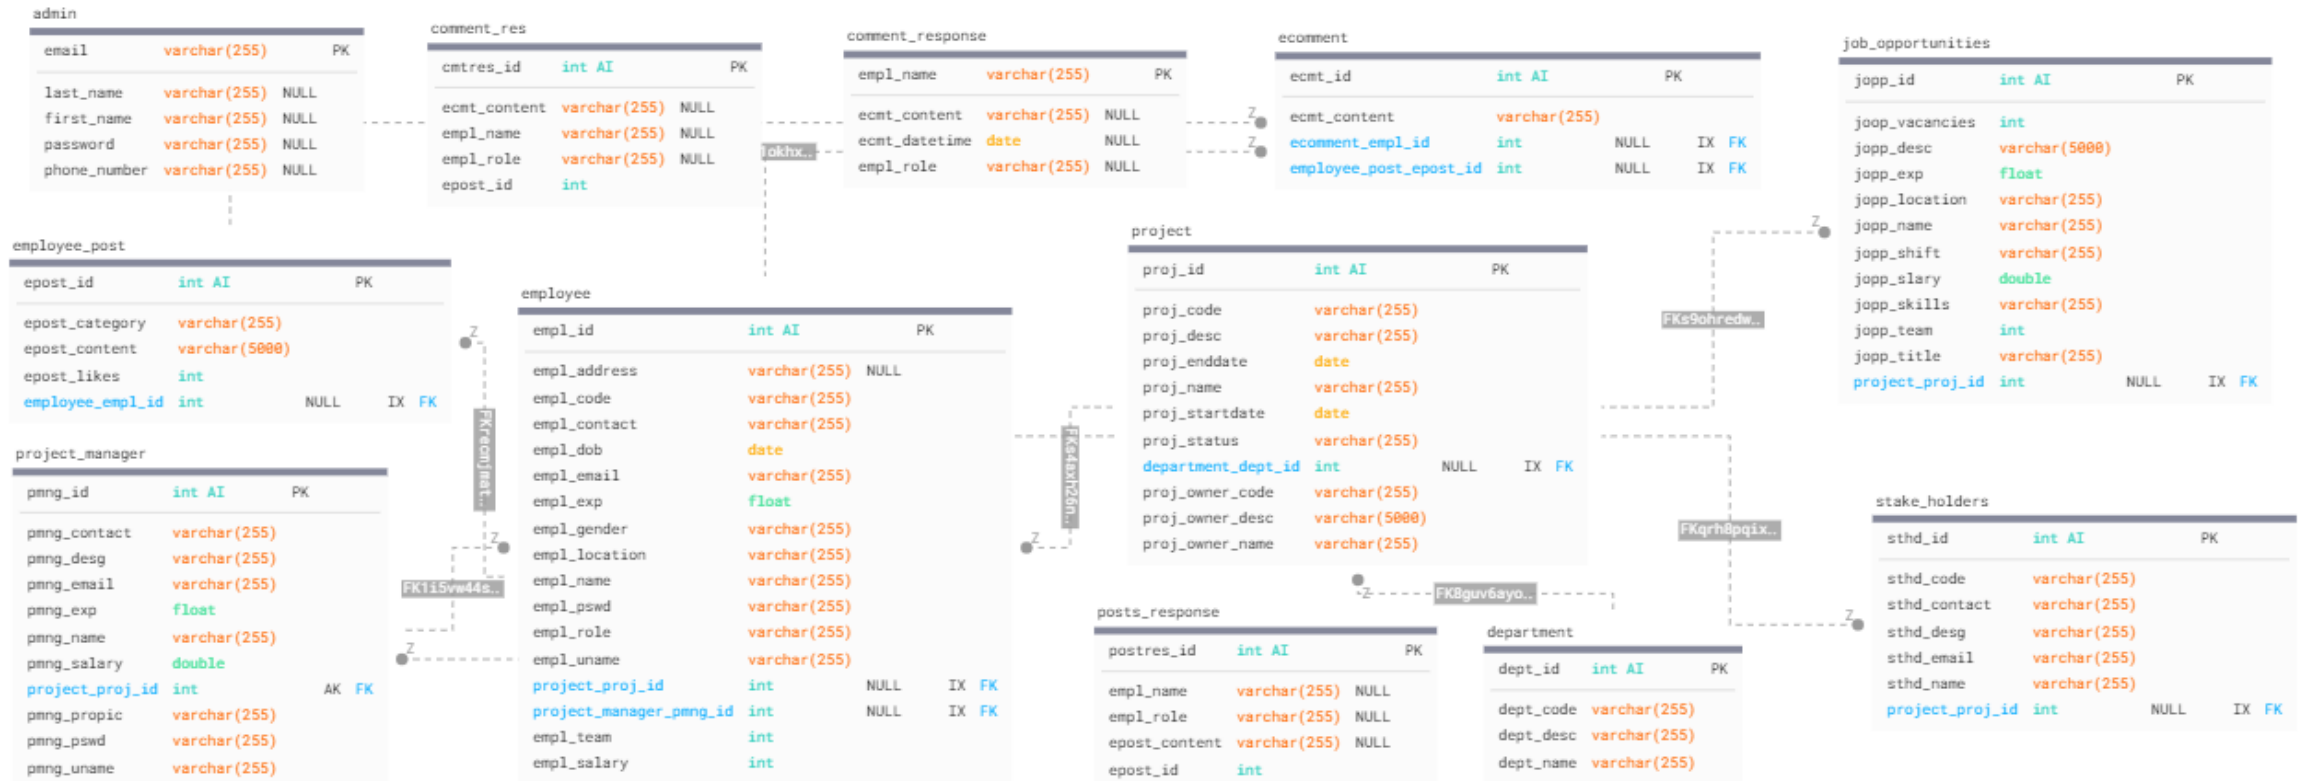 admin
email varchar(255) PK
last_name varchar(255) NULL
first_name varchar(255) NULL
password varchar(255) NULL
phone_number varchar(255) NULL
comment_res
cmtres_id int AI PK
ecmt_content varchar(255) NULL
empl_name varchar(255) NULL
empl_role varchar(255) NULL
epost_id int
comment_response
empl_name varchar(255) PK
ecmt_content varchar(255) NULL
ecmt_datetime date NULL
empl_role varchar(255) NULL
ecomment
ecmt_id int AI PK
ecmt_content varchar(255)
ecomment_empl_id int NULL IX FK
employee_post_epost_id int NULL IX FK
Z
Z
job_opportunities
jopp_id int AI PK
joop_vacancies int
jopp_desc varchar(5000)
jopp_exp float
jopp_location varchar(255)
jopp_name varchar(255)
jopp_shift varchar(255)
jopp_slary double
jopp_skills varchar(255)
jopp_team int
jopp_title varchar(255)
project_proj_id int NULL IX FK
Z
employee_post
epost_id int AI PK
epost_category varchar(255)
epost_content varchar(5000)
epost_likes int
employee_empl_id int NULL IX FK
Z
project_manager
pmng_id int AI PK
pmng_contact varchar(255)
pmng_desg varchar(255)
pmng_email varchar(255)
pmng_exp float
pmng_name varchar(255)
pmng_salary double
project_proj_id int AK FK
pmng_propic varchar(255)
pmng_pswd varchar(255)
pmng_uname varchar(255)
FK1i5vw44s..
Z
Z
employee
empl_id int AI PK
empl_address varchar(255) NULL
empl_code varchar(255)
empl_contact varchar(255)
empl_dob date
empl_email varchar(255)
empl_exp float
empl_gender varchar(255)
empl_location varchar(255)
empl_name varchar(255)
empl_pswd varchar(255)
empl_role varchar(255)
empl_uname varchar(255)
project_proj_id int NULL IX FK
project_manager_pmng_id int NULL IX FK
empl_team int
empl_salary int
Z
project
proj_id int AI PK
proj_code varchar(255)
proj_desc varchar(255)
proj_enddate date
proj_name varchar(255)
proj_startdate date
proj_status varchar(255)
department_dept_id int NULL IX FK
proj_owner_code varchar(255)
proj_owner_desc varchar(5000)
proj_owner_name varchar(255)
FKs9ohredw..
FKqrh8pqix..
Z
FK8guv6ayo..
posts_response
postres_id int AI PK
empl_name varchar(255) NULL
empl_role varchar(255) NULL
epost_content varchar(255) NULL
epost_id int
department
dept_id int AI PK
dept_code varchar(255)
dept_desc varchar(255)
dept_name varchar(255)
stake_holders
sthd_id int AI PK
sthd_code varchar(255)
sthd_contact varchar(255)
sthd_desg varchar(255)
sthd_email varchar(255)
sthd_name varchar(255)
project_proj_id int NULL IX FK
Z